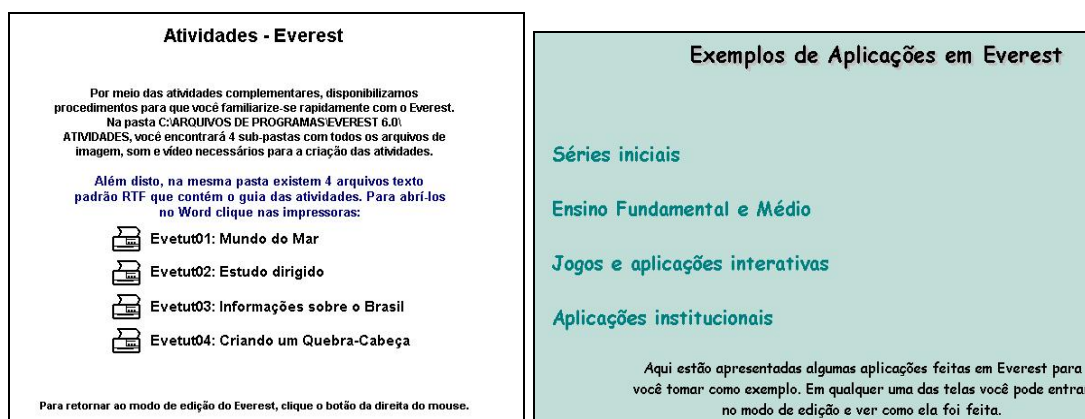 Atividades - Everest
Por meio das atividades complementares, disponibilizamos
procedimentos para que você familiarize-se rapidamente com o Everest.
Na pasta C:\ARQUIVOS DE PROGRAMAS\EVEREST 6.0\
ATIVIDADES, você encontrará 4 sub-pastas com todos os arquivos de
imagem, som e vídeo necessários para a criação das atividades.
Além disto, na mesma pasta existem 4 arquivos texto
padrão RTF que contém o guia das atividades. Para abrí-los
no Word clique nas impressoras:
Evetut01: Mundo do Mar
Evetut02: Estudo dirigido
Evetut03: Informações sobre o Brasil
Evetut04: Criando um Quebra-Cabeça
Para retornar ao modo de edição do Everest, clique o botão da direita do mouse.
Exemplos de Aplicações em Everest
Séries iniciais
Ensino Fundamental e Médio
Jogos e aplicações interativas
Aplicações institucionais
Aqui estão apresentadas algumas aplicações feitas em Everest para
você tomar como exemplo. Em qualquer uma das telas você pode entra
no modo de edição e ver como ela foi feita.